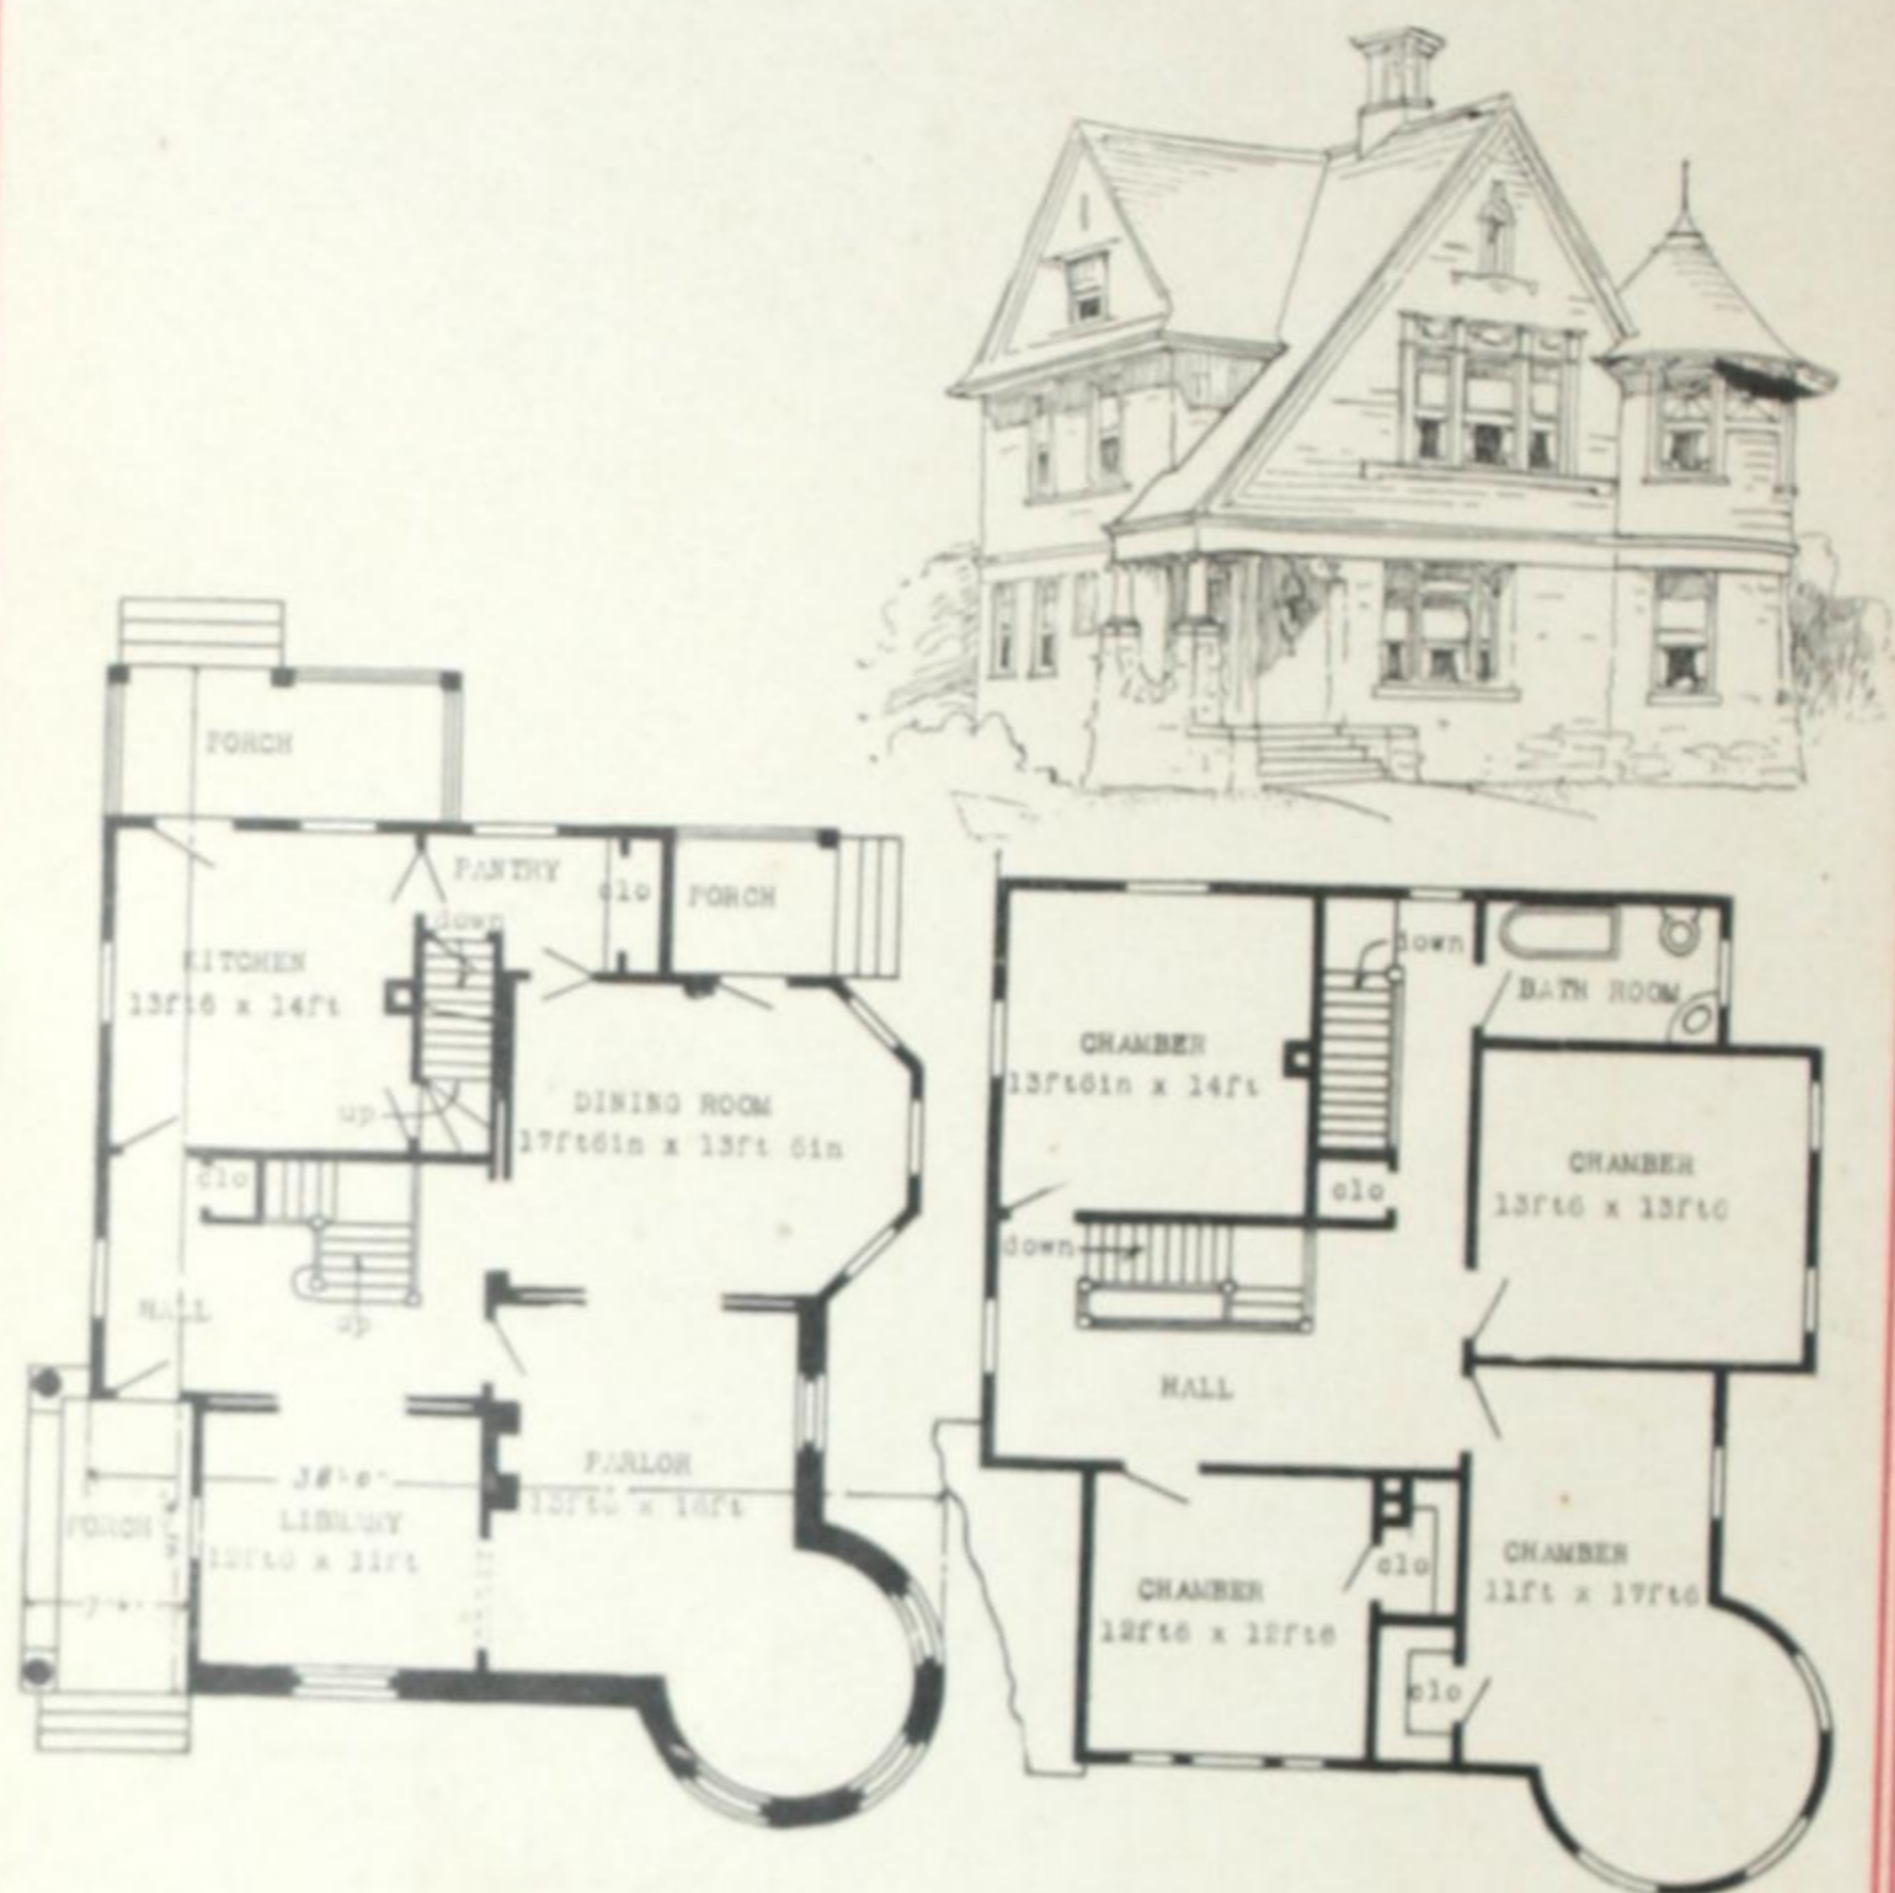 PORCH
PANTRY
clo
PORCH
down
KITCHEN
13ft6 x 14ft
up
DINING ROOM
17ft6in x 13ft 6in
clo
HALL
up
PARLOR
LIBRARY
12ft6 x 11ft
PORCH
down
BATH ROOM
CHAMBER
13ft6in x 14ft
CHAMBER
13ft6 x 13ft6
clo
down
HALL
CHAMBER
11ft x 17ft6
clo
CHAMBER
12ft6 x 12ft6
clo